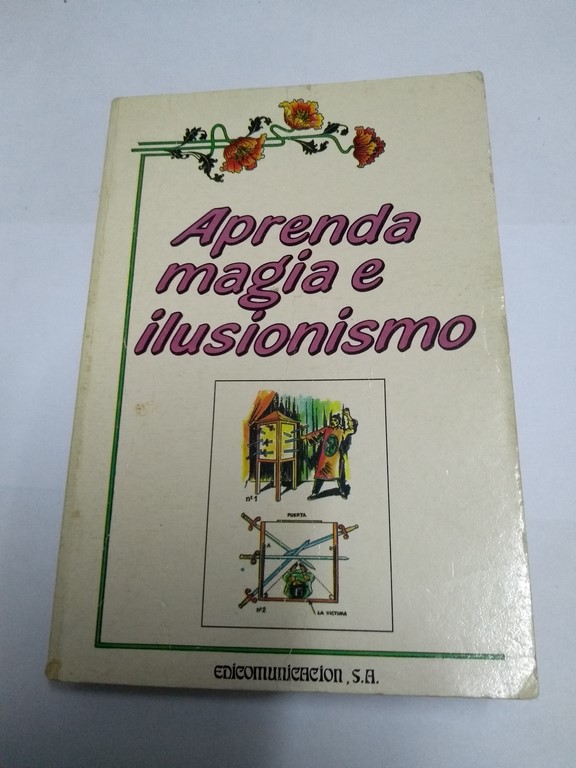 Aprenda
magia e
ilusionismo
nº1
PUERTA
A
nº2
LA VICTIMA
EDICOMUNICACION, S.A.